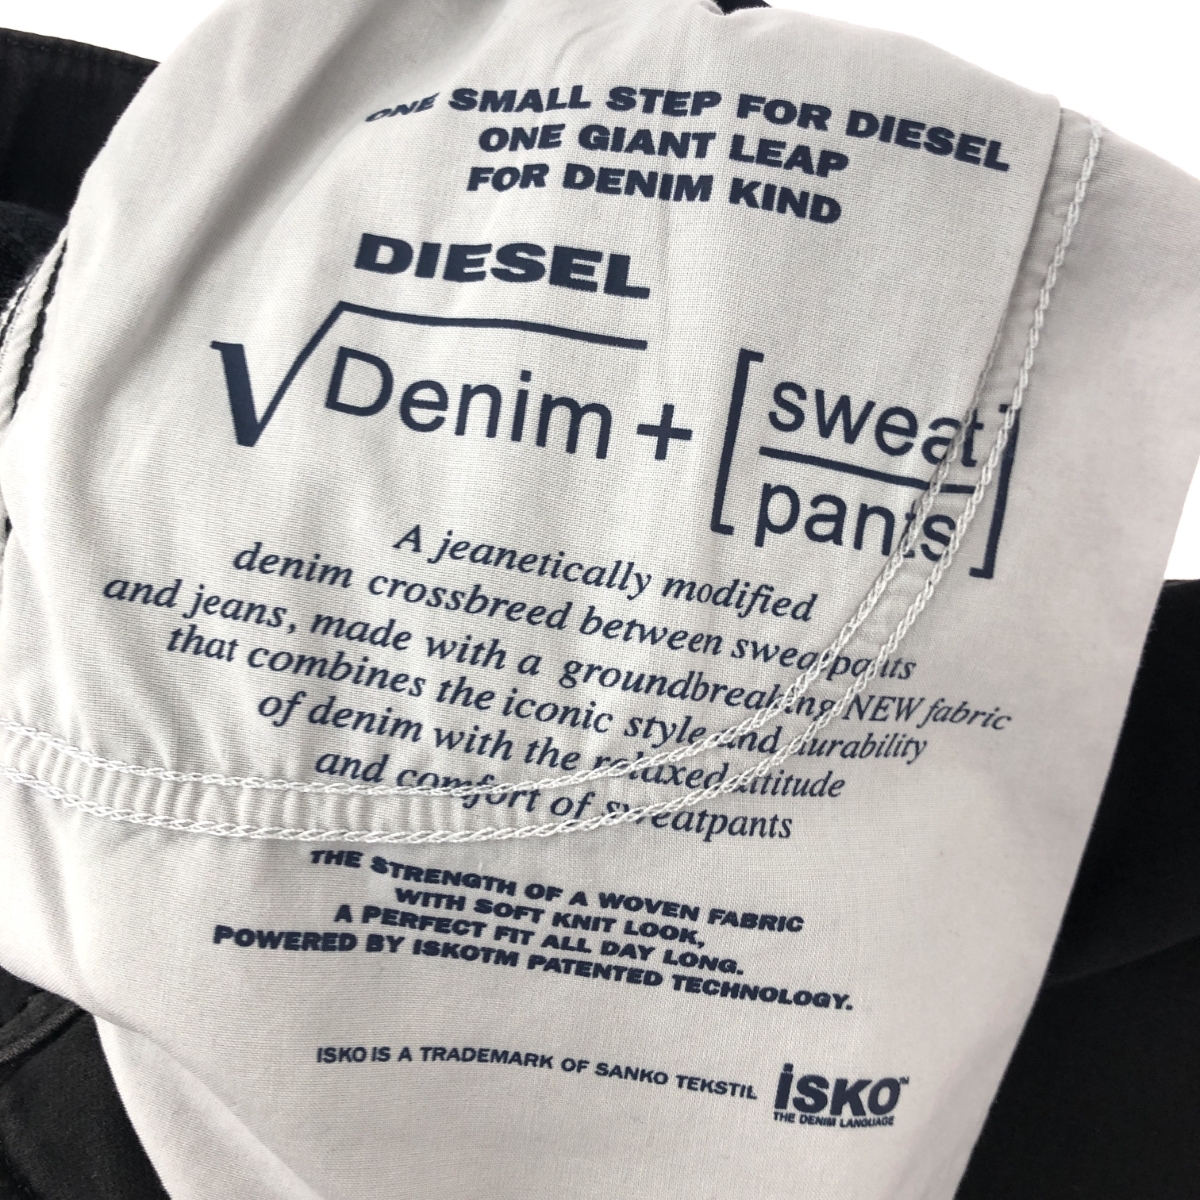 ONE SMALL STEP FOR DIESEL
ONE GIANT LEAP
FOR DENIM KIND
DIESEL
√Denim + [sweat
pants]
A jeanetically modified
denim crossbreed between sweatpants
and jeans, made with a groundbreaking NEW fabric
that combines the iconic style and durability
of denim with the relaxed attitude
and comfort of sweatpants
THE STRENGTH OF A WOVEN FABRIC
WITH SOFT KNIT LOOK,
A PERFECT FIT ALL DAY LONG.
POWERED BY ISKOTM PATENTED TECHNOLOGY.
ISKO IS A TRADEMARK OF SANKO TEKSTIL
İSKO™
THE DENIM LANGUAGE